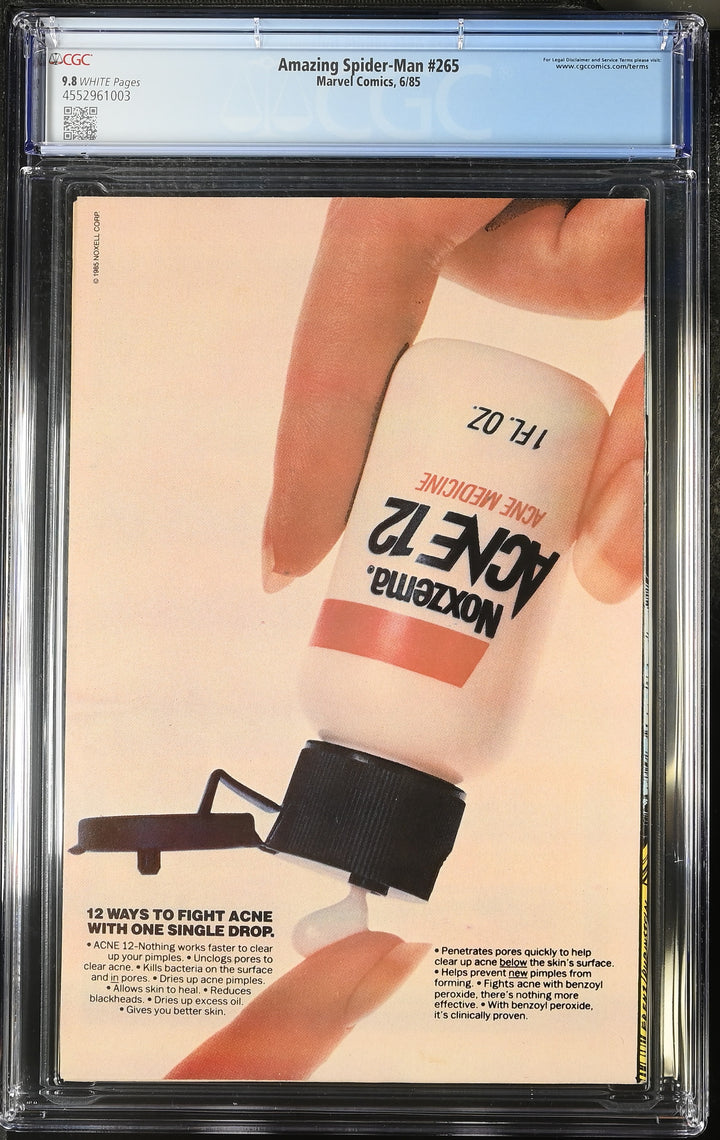 CGC
9.8 WHITE Pages
4552961003
Amazing Spider-Man #265
Marvel Comics, 6/85
For Legal Disclaimer and Service Terms please visit:
www.cgccomics.com/terms
CGC
© 1985 NOXELL CORP.
1 FL. OZ.
ACNE MEDICINE
ACNE 12
Noxzema®
12 WAYS TO FIGHT ACNE
WITH ONE SINGLE DROP.
• ACNE 12-Nothing works faster to clear
up your pimples. • Unclogs pores to
clear acne. • Kills bacteria on the surface
and in pores. • Dries up acne pimples.
• Allows skin to heal. • Reduces
blackheads. • Dries up excess oil.
• Gives you better skin.
• Penetrates pores quickly to help
clear up acne below the skin's surface.
• Helps prevent new pimples from
forming. • Fights acne with benzoyl
peroxide, there's nothing more
effective. • With benzoyl peroxide,
it's clinically proven.